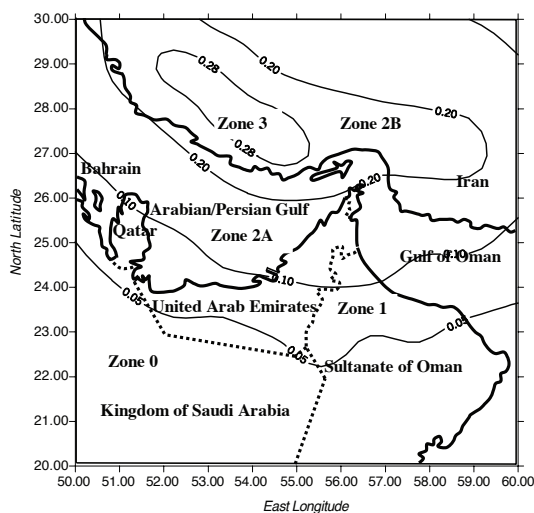 30.00
29.00
28.00
27.00
26.00
25.00
24.00
23.00
22.00
21.00
20.00
North Latitude
0.20
0.28
0.20
Zone 3
Zone 2B
0.28
0.20
Bahrain
0.20
Iran
0.10
Arabian/Persian Gulf
Qatar
Zone 2A
Gulf of Oman
0.10
0.10
0.05
United Arab Emirates
Zone 1
0.05
Zone 0
0.05
Sultanate of Oman
Kingdom of Saudi Arabia
50.00 51.00 52.00 53.00 54.00 55.00 56.00 57.00 58.00 59.00 60.00
East Longitude